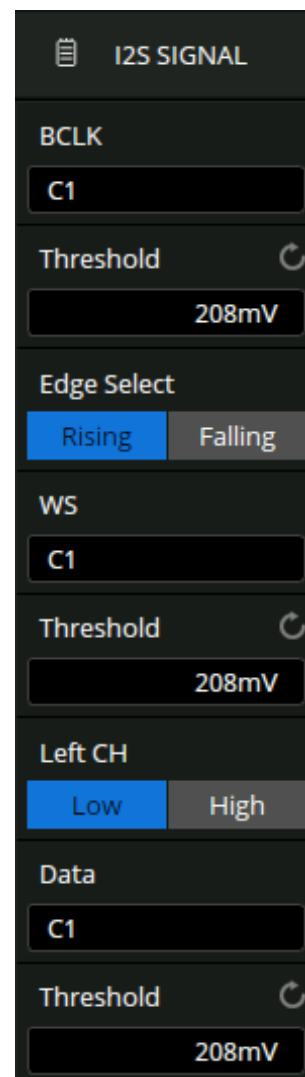 I2S SIGNAL
BCLK
C1
Threshold
208mV
Edge Select
Rising Falling
WS
C1
Threshold
208mV
Left CH
Low High
Data
C1
Threshold
208mV